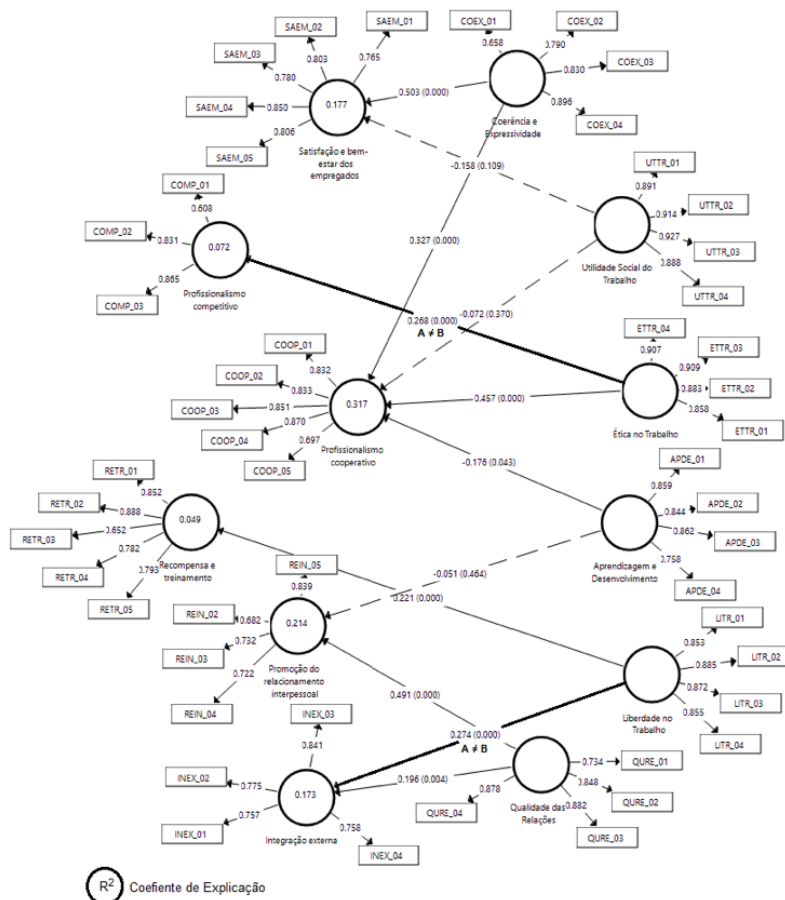 SAEM_02
SAEM_01
COEX_01
COEX_02
SAEM_03
0.803
0.765
0.658
0.790
COEX_03
0.780
0.830
SAEM_04
0.850
0.177
0.503 (0.000)
0.896
0.806
Coerência e
Expressividade
COEX_04
SAEM_05
Satisfação e bem-
estar dos
empregados
-0.158 (0.109)
UTTR_01
COMP_01
0.891
UTTR_02
0.608
0.914
COMP_02
0.831
0.072
0.327 (0.000)
0.927
UTTR_03
0.865
0.888
Utilidade Social do
Trabalho
COMP_03
Profissionalismo
competitivo
UTTR_04
-0.072 (0.370)
0.268 (0.000)
A ≠ B
ETTR_04
ETTR_03
COOP_01
0.907
0.909
0.832
COOP_02
0.833
0.883
ETTR_02
COOP_03
0.851
0.317
0.457 (0.000)
0.858
0.870
Ética no Trabalho
ETTR_01
COOP_04
0.697
Profissionalismo
cooperativo
COOP_05
APDE_01
RETR_01
-0.176 (0.043)
0.859
0.852
APDE_02
RETR_02
0.888
0.844
0.049
0.862
APDE_03
RETR_03
0.652
0.782
0.758
RETR_04
0.793
Recompensa e
treinamento
REIN_05
Aprendizagem e
Desenvolvimento
APDE_04
RETR_05
0.839
-0.051 (0.464)
0.221 (0.000)
LITR_01
REIN_02
0.682
0.214
0.853
LITR_02
0.732
0.885
REIN_03
0.722
0.872
LITR_03
Promoção do
relacionamento
interpessoal
0.855
REIN_04
0.491 (0.000)
Liberdade no
Trabalho
INEX_03
LITR_04
0.274 (0.000)
A ≠ B
0.841
0.734
QURE_01
INEX_02
0.775
0.196 (0.004)
0.848
0.173
0.878
QURE_02
0.757
0.882
INEX_01
0.758
QURE_04
Qualidade das
Relações
Integração externa
QURE_03
INEX_04
R² Coefiente de Explicação